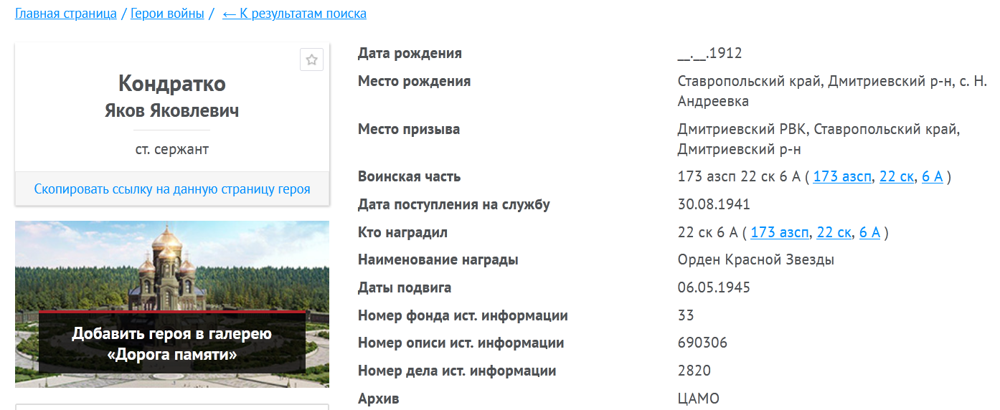 Главная страница / Герои войны / ← К результатам поиска
Кондратко
Яков Яковлевич
ст. сержант
Скопировать ссылку на данную страницу героя
Добавить героя в галерею
«Дорога памяти»
Дата рождения __.__.1912
Место рождения Ставропольский край, Дмитриевский р-н, с. Н.
Андреевка
Место призыва Дмитриевский РВК, Ставропольский край,
Дмитриевский р-н
Воинская часть 173 азсп 22 ск 6 А ( 173 азсп, 22 ск, 6 А )
Дата поступления на службу 30.08.1941
Кто наградил 22 ск 6 А ( 173 азсп, 22 ск, 6 А )
Наименование награды Орден Красной Звезды
Даты подвига 06.05.1945
Номер фонда ист. информации 33
Номер описи ист. информации 690306
Номер дела ист. информации 2820
Архив ЦАМО